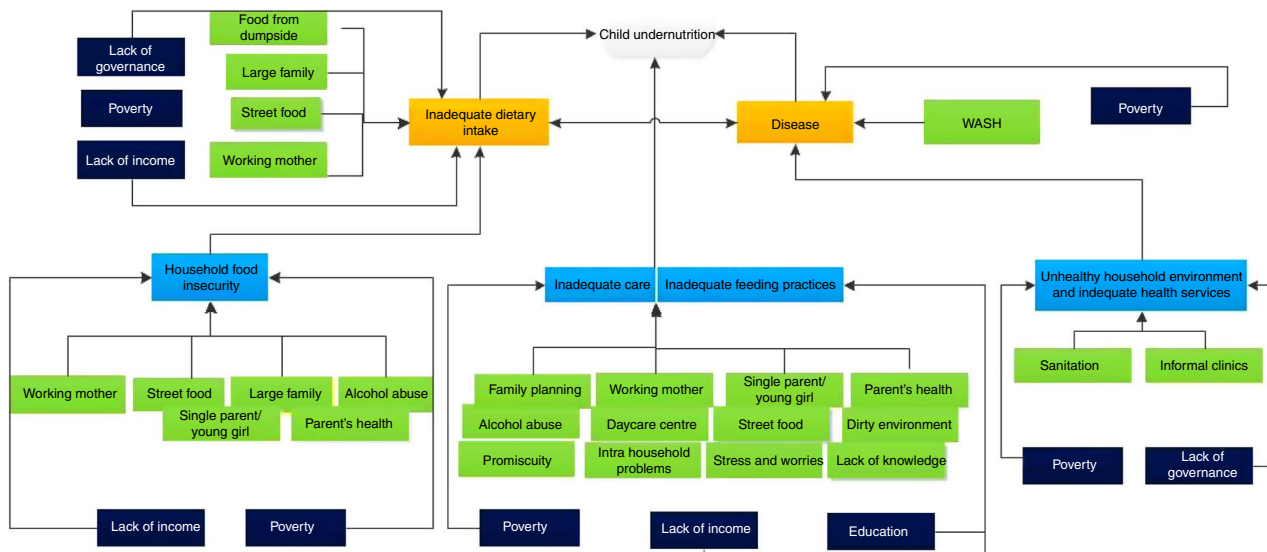 Food from
dumpside
Child undernutrition
Lack of
governance
Large family
Poverty
Street food
Inadequate dietary
intake
Disease
WASH
Poverty
Lack of income
Working mother
Household food
insecurity
Inadequate care
Inadequate feeding practices
Unhealthy household environment
and indequate health services
Working mother
Street food
Large family
Alcohol abuse
Single parent/
young girl
Parent's health
Family planning
Working mother
Single parent/
young girl
Parent's health
Sanitation
Informal clinics
Alcohol abuse
Daycare centre
Street food
Dirty environment
Promiscuity
Intra household
problems
Stress and worries
Lack of knowledge
Poverty
Lack of
governance
Lack of income
Poverty
Poverty
Lack of income
Education